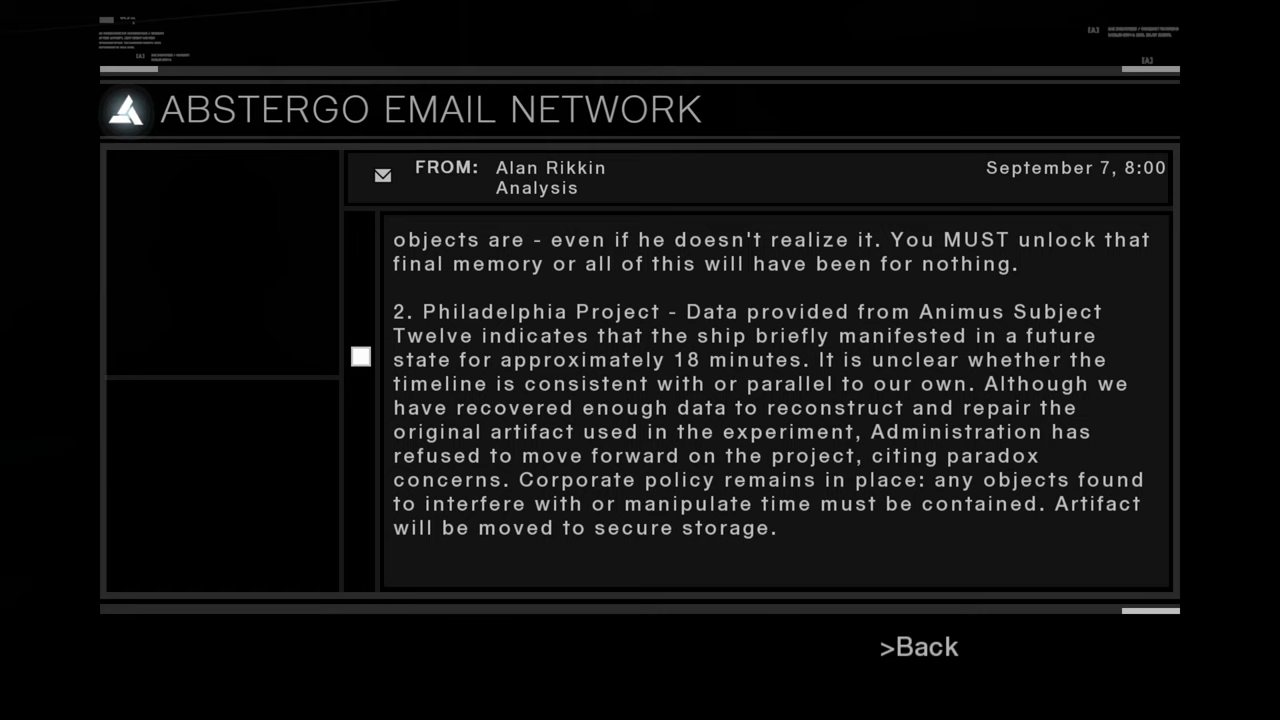 ABSTERGO EMAIL NETWORK
FROM: Alan Rikkin
Analysis
September 7, 8:00
objects are - even if he doesn't realize it. You MUST unlock that
final memory or all of this will have been for nothing.
2. Philadelphia Project - Data provided from Animus Subject
Twelve indicates that the ship briefly manifested in a future
state for approximately 18 minutes. It is unclear whether the
timeline is consistent with or parallel to our own. Although we
have recovered enough data to reconstruct and repair the
original artifact used in the experiment, Administration has
refused to move forward on the project, citing paradox
concerns. Corporate policy remains in place: any objects found
to interfere with or manipulate time must be contained. Artifact
will be moved to secure storage.
>Back